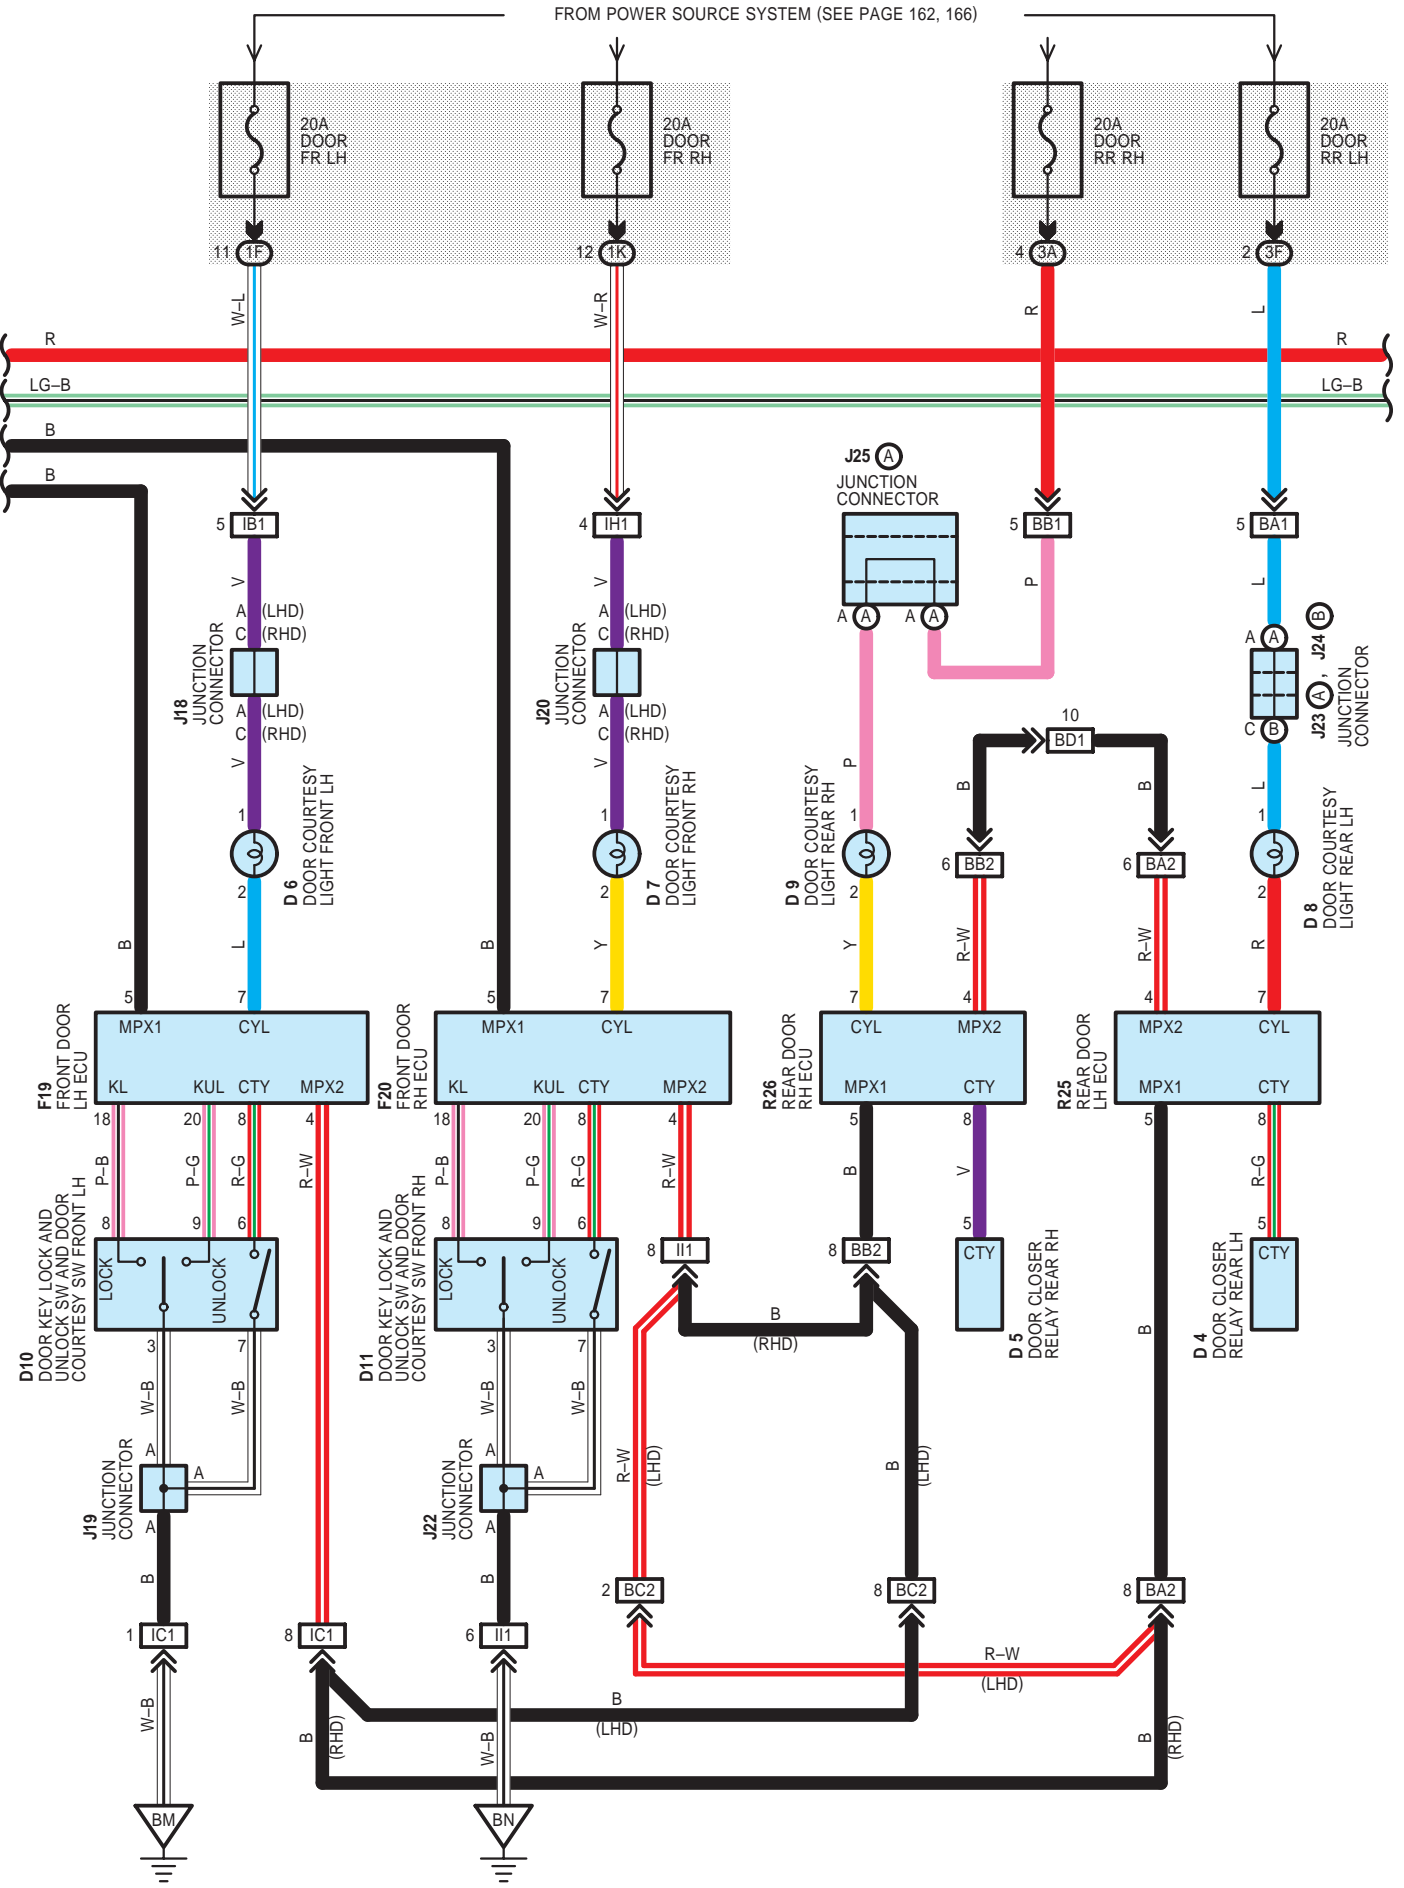 FROM POWER SOURCE SYSTEM (SEE PAGE 162, 166)
20A
DOOR
FR LH
20A
DOOR
FR RH
20A
DOOR
RR RH
20A
DOOR
RR LH
11 1F
12 1K
4 3A
2 3F
W–L
W–R
R
L
R
R
LG–B
LG–B
B
B
J25 A
JUNCTION
CONNECTOR
5 IB1
4 IH1
5 BB1
5 BA1
V
V
P
L
A (LHD)
C (RHD)
A (LHD)
C (RHD)
A A
A A
A A
J18
JUNCTION
CONNECTOR
J20
JUNCTION
CONNECTOR
J23 A , J24 B
JUNCTION
CONNECTOR
A (LHD)
C (RHD)
A (LHD)
C (RHD)
C B
10
BD1
V
V
P
B
B
L
1
1
1
1
D 6
DOOR COURTESY
LIGHT FRONT LH
D 7
DOOR COURTESY
LIGHT FRONT RH
D 9
DOOR COURTESY
LIGHT REAR RH
D 8
DOOR COURTESY
LIGHT REAR LH
6 BB2
6 BA2
2
2
2
2
B
L
B
Y
Y
R–W
R–W
R
5
7
5
7
7
4
4
7
F19
FRONT DOOR
LH ECU
MPX1
CYL
KL
KUL
CTY
MPX2
F20
FRONT DOOR
RH ECU
MPX1
CYL
KL
KUL
CTY
MPX2
R26
REAR DOOR
RH ECU
CYL
MPX2
MPX1
CTY
R25
REAR DOOR
LH ECU
MPX2
CYL
MPX1
CTY
18
20
8
4
18
20
8
4
5
8
5
8
P–B
P–G
R–G
R–W
P–B
P–G
R–G
R–W
B
V
R–G
8
9
6
8
9
6
8 II1
8 BB2
5
5
D10
DOOR KEY LOCK AND
UNLOCK SW AND DOOR
COURTESY SW FRONT LH
LOCK
UNLOCK
D11
DOOR KEY LOCK AND
UNLOCK SW AND DOOR
COURTESY SW FRONT RH
LOCK
UNLOCK
CTY
D 5
DOOR CLOSER
RELAY REAR RH
CTY
D 4
DOOR CLOSER
RELAY REAR LH
B
(RHD)
B
3
7
3
7
W–B
W–B
W–B
W–B
R–W
(LHD)
B
(LHD)
A
A
A
A
J19
JUNCTION
CONNECTOR
J22
JUNCTION
CONNECTOR
A
A
B
B
2 BC2
8 BC2
8 BA2
1 IC1
8 IC1
6 II1
R–W
(LHD)
B
(LHD)
W–B
B
(RHD)
W–B
B
(RHD)
BM
BN